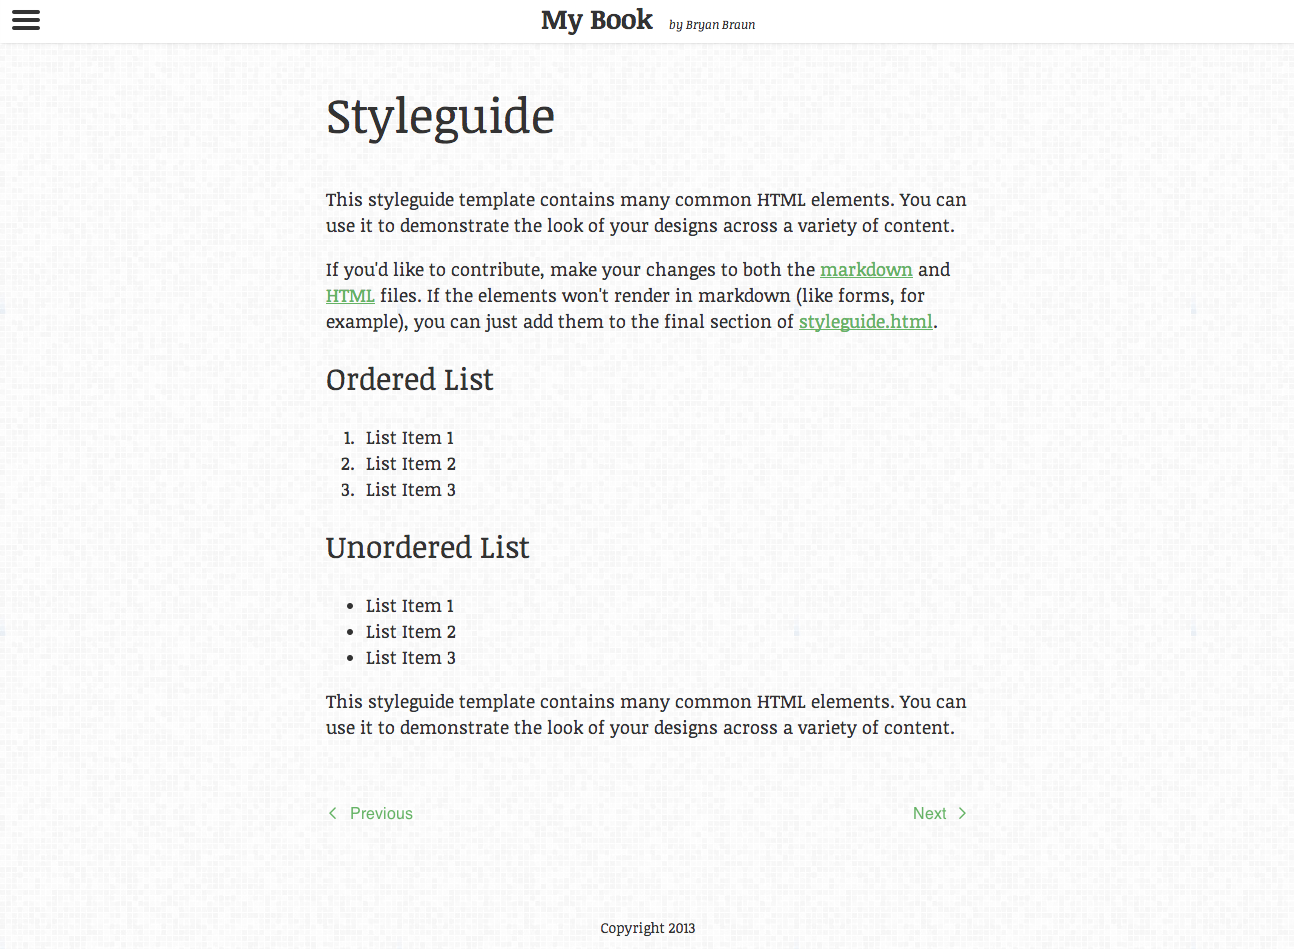 My Book by Bryan Braun
Styleguide
This styleguide template contains many common HTML elements. You can
use it to demonstrate the look of your designs across a variety of content.
If you'd like to contribute, make your changes to both the markdown and
HTML files. If the elements won't render in markdown (like forms, for
example), you can just add them to the final section of styleguide.html.
Ordered List
1. List Item 1
2. List Item 2
3. List Item 3
Unordered List
• List Item 1
• List Item 2
• List Item 3
This styleguide template contains many common HTML elements. You can
use it to demonstrate the look of your designs across a variety of content.
Previous Next
Copyright 2013